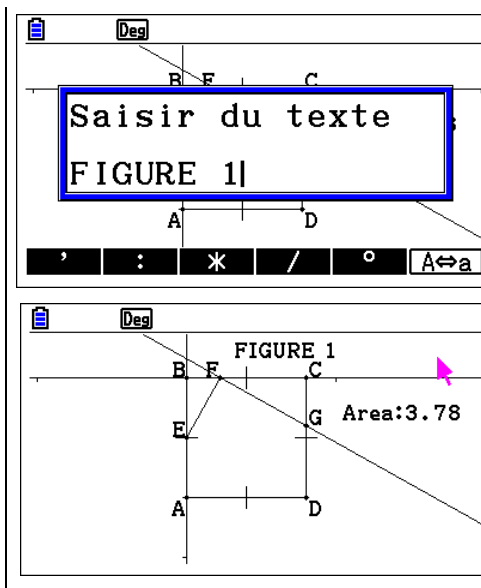 Deg
B F C
Saisir du texte
FIGURE 1
A D
, : * / ° A⇔a
Deg
FIGURE 1
B F C
G Area:3.78
E
A D